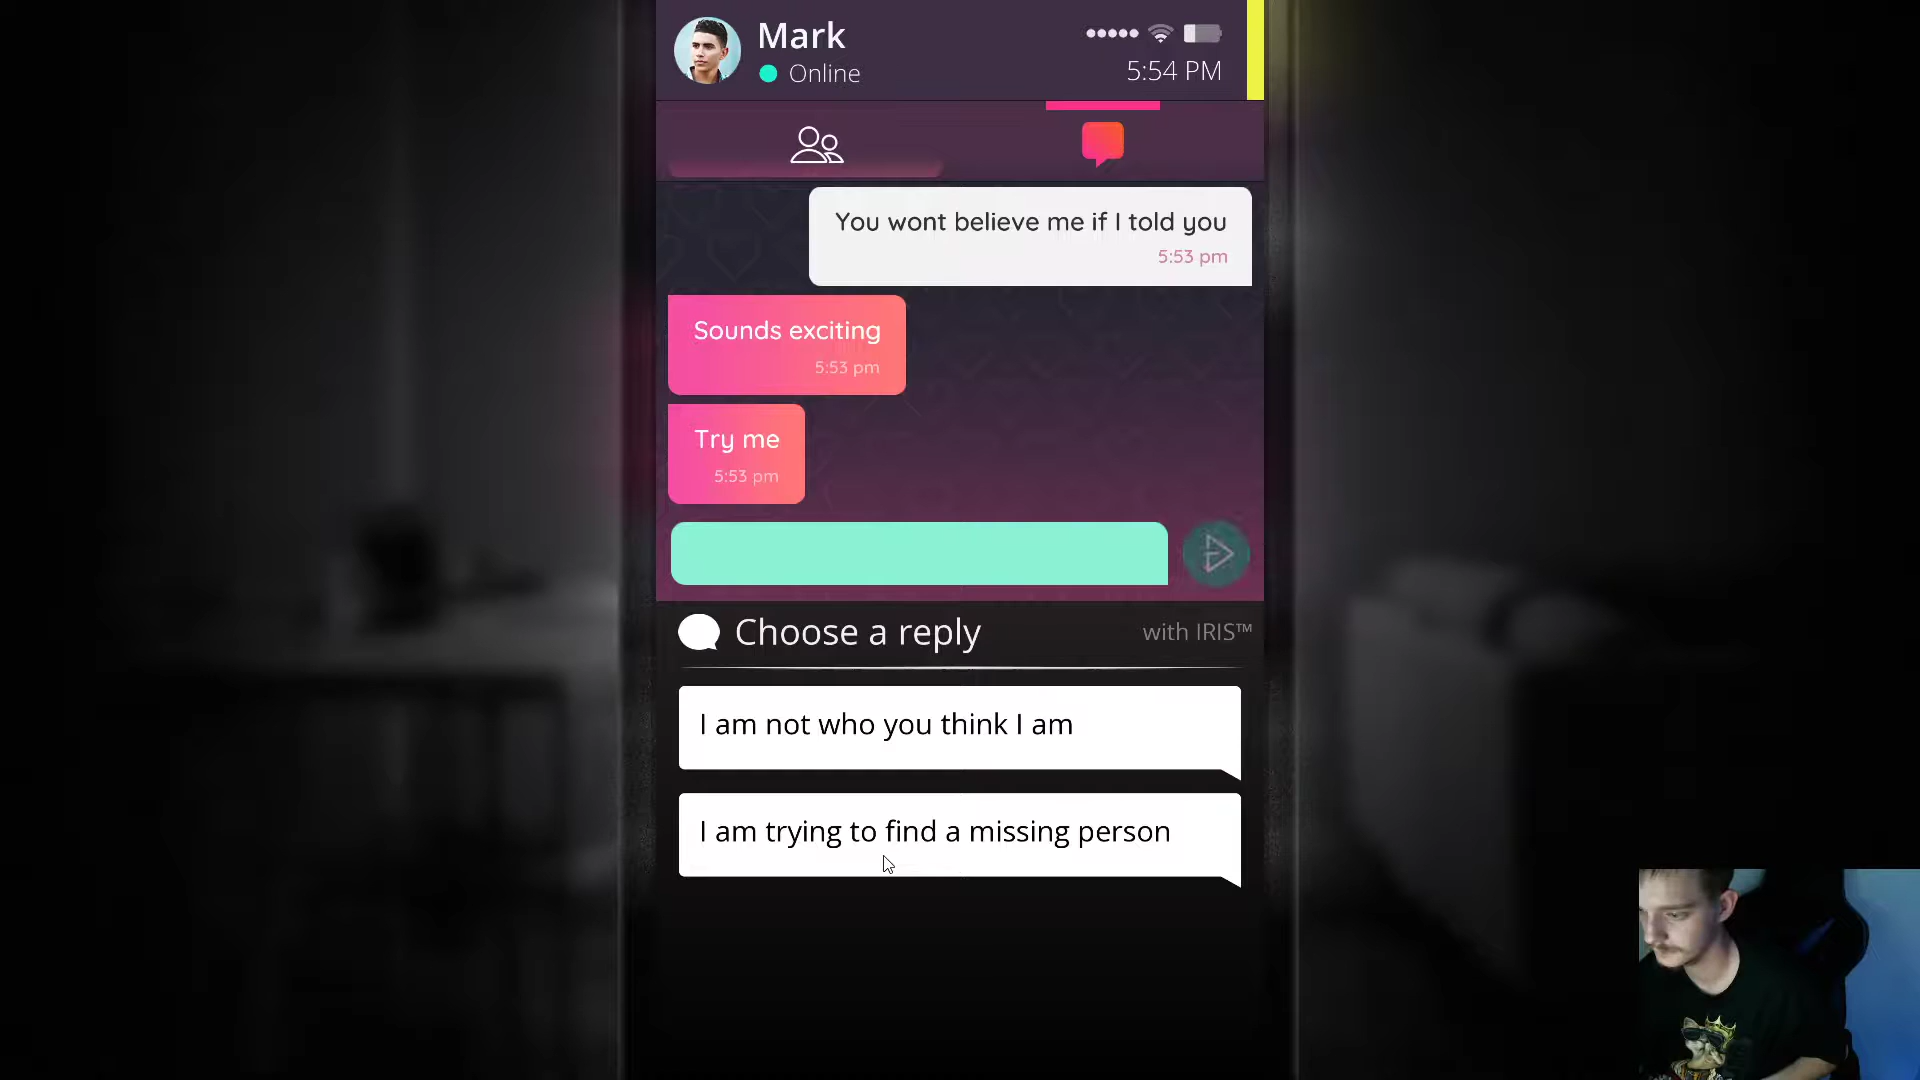 Mark
Online
5:54 PM
You wont believe me if I told you
5:53 pm
Sounds exciting
5:53 pm
Try me
5:53 pm
Choose a reply
with IRIS™
I am not who you think I am
I am trying to find a missing person